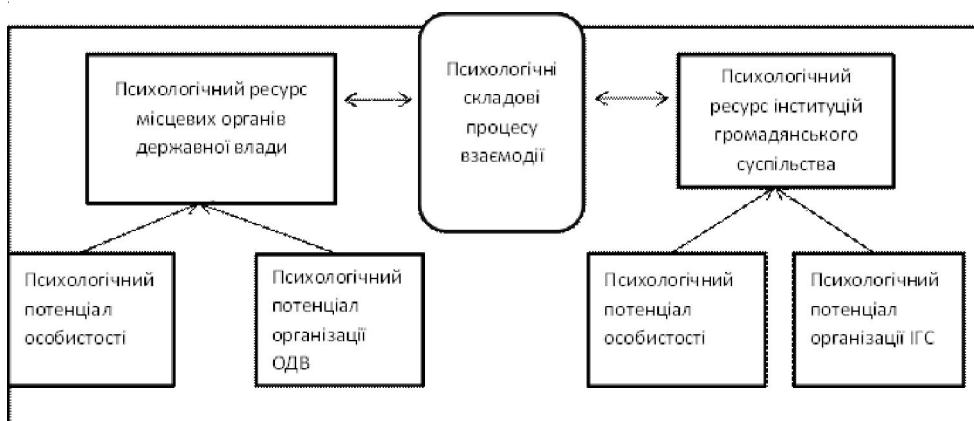 Психологічний ресурс
місцевих органів
державної влади
Психологічні
складові
процесу
взаємодії
Психологічний
ресурс інституцій
громадянського
суспільства
Психологічний
потенціал
особистості
Психологічний
потенціал
організації
ОДВ
Психологічний
потенціал
особистості
Психологічний
потенціал
організації ІГС